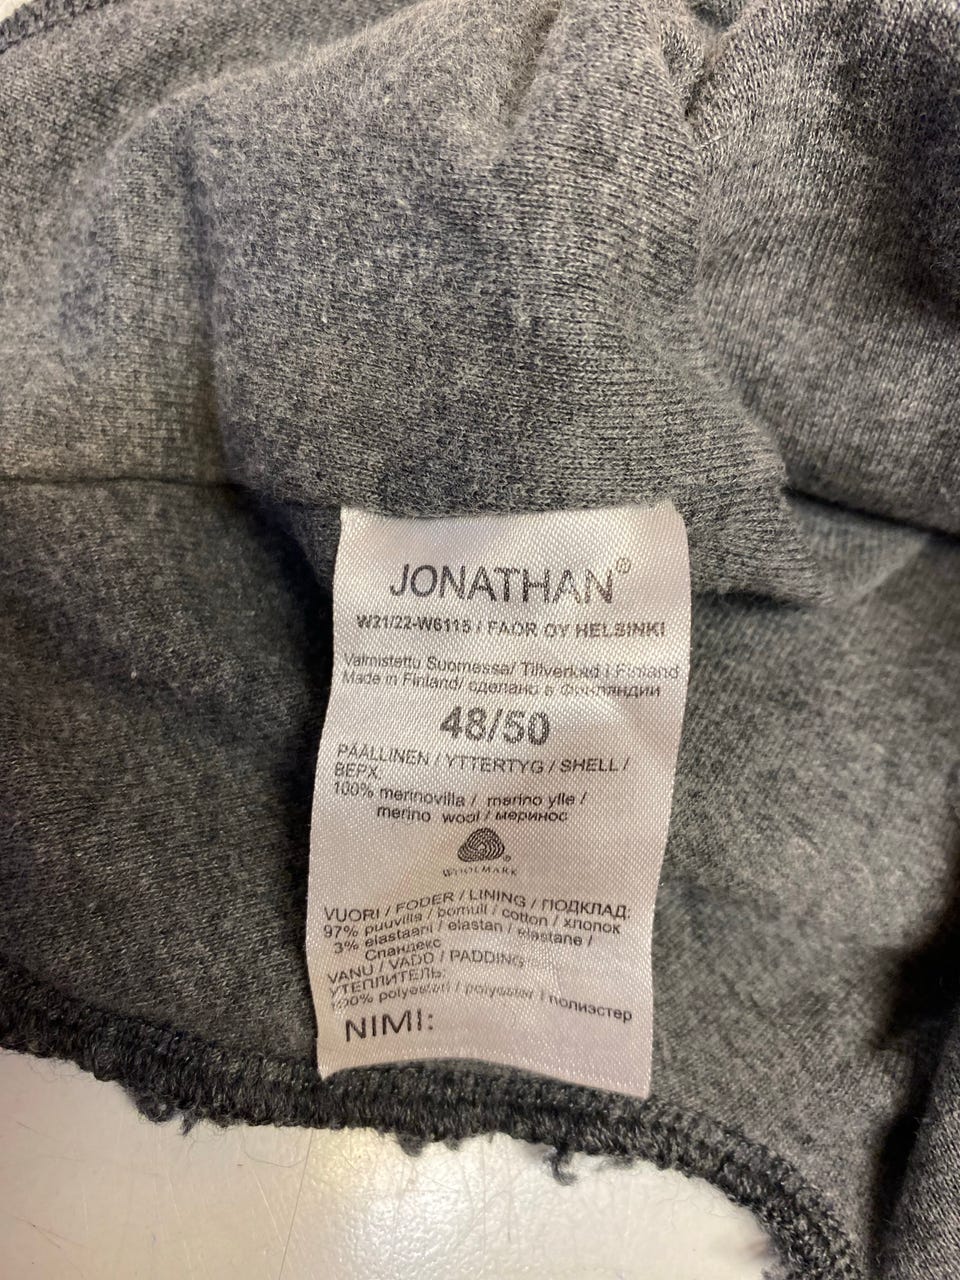 JONATHAN®
W21/22-W6115 / FAOR OY HELSINKI
Valmistettu Suomessa/ Tillverkad i Finland
Made in Finland/ сделано в Финляндии
48/50
PÄÄLLINEN / YTTERTYG / SHELL /
ВЕРХ.
100% merinovilla / merino ylle /
merino wool / меринос
WOOLMARK
VUORI / FODER / LINING / ПОДКЛАД:
97% puuvilla / bomull / cotton / хлопок
3% elastaani / elastan / elastane /
Спандекс
VANU / VADD / PADDING
УТЕПЛИТЕЛЬ:
100% polyesteri / polyester / полиэстер
NIMI: